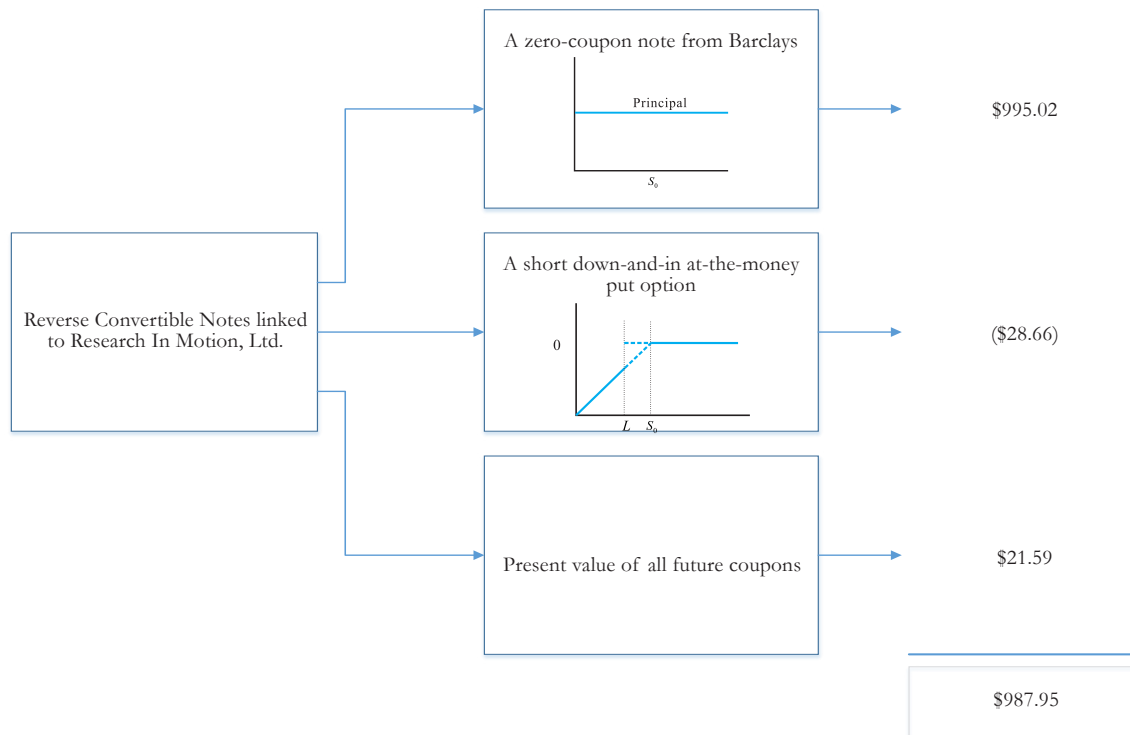 A zero-coupon note from Barclays
Principal
S₀
$995.02
Reverse Convertible Notes linked
to Research In Motion, Ltd.
A short down-and-in at-the-money
put option
0
L S₀
($28.66)
Present value of all future coupons
$21.59
$987.95